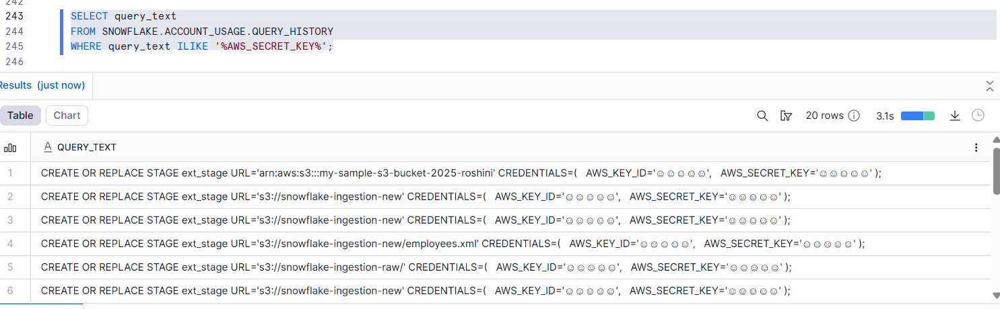 242
243 SELECT query_text
244 FROM SNOWFLAKE.ACCOUNT_USAGE.QUERY_HISTORY
245 WHERE query_text ILIKE '%AWS_SECRET_KEY%';
246
Results (just now)
Table Chart 20 rows 3.1s
A QUERY_TEXT
1 CREATE OR REPLACE STAGE ext_stage URL='arn:aws:s3:::my-sample-s3-bucket-2025-roshini' CREDENTIALS=( AWS_KEY_ID='☺☺☺☺☺', AWS_SECRET_KEY='☺☺☺☺☺' );
2 CREATE OR REPLACE STAGE ext_stage URL='s3://snowflake-ingestion-new' CREDENTIALS=( AWS_KEY_ID='☺☺☺☺☺', AWS_SECRET_KEY='☺☺☺☺☺' );
3 CREATE OR REPLACE STAGE ext_stage URL='s3://snowflake-ingestion-new' CREDENTIALS=( AWS_KEY_ID='☺☺☺☺☺', AWS_SECRET_KEY='☺☺☺☺☺' );
4 CREATE OR REPLACE STAGE ext_stage URL='s3://snowflake-ingestion-new/employees.xml' CREDENTIALS=( AWS_KEY_ID='☺☺☺☺☺', AWS_SECRET_KEY='☺☺☺☺☺' );
5 CREATE OR REPLACE STAGE ext_stage URL='s3://snowflake-ingestion-raw/' CREDENTIALS=( AWS_KEY_ID='☺☺☺☺☺', AWS_SECRET_KEY='☺☺☺☺☺' );
6 CREATE OR REPLACE STAGE ext_stage URL='s3://snowflake-ingestion-new' CREDENTIALS=( AWS_KEY_ID='☺☺☺☺☺', AWS_SECRET_KEY='☺☺☺☺☺' );